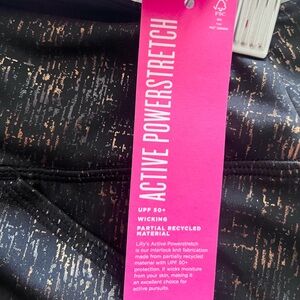 FSC
ACTIVE POWERSTRETCH
UPF 50+
WICKING
PARTIAL RECYCLED
MATERIAL
Lilly's Active Powerstretch
is our interlock knit fabrication
made from partially recycled
material with UPF 50+
protection. It wicks moisture
from your skin, making it
an excellent choice for
active pursuits.